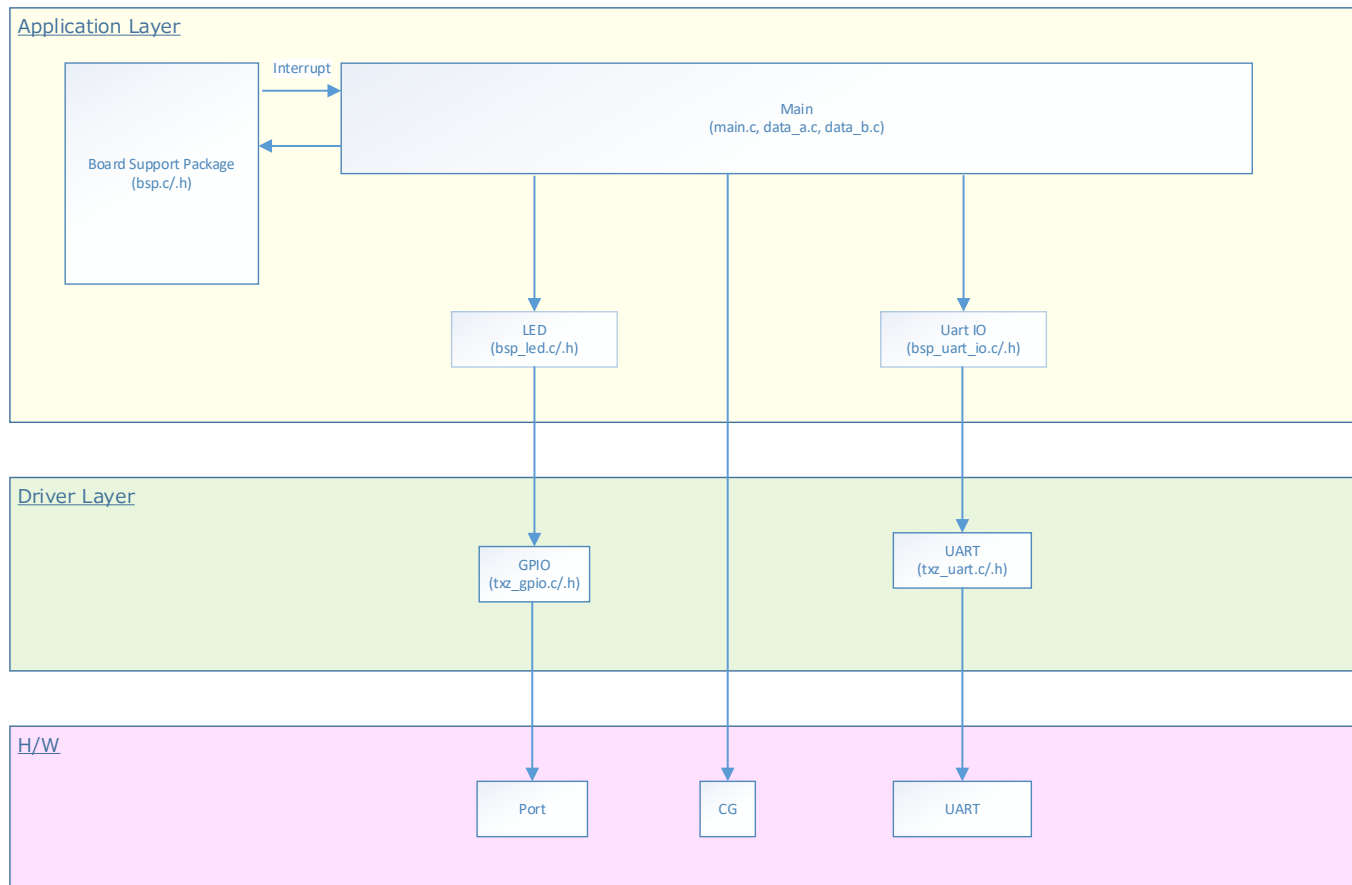 Application Layer
Interrupt
Main
(main.c, data_a.c, data_b.c)
Board Support Package
(bsp.c/.h)
LED
(bsp_led.c/.h)
Uart IO
(bsp_uart_io.c/.h)
Driver Layer
GPIO
(txz_gpio.c/.h)
UART
(txz_uart.c/.h)
H/W
Port
CG
UART